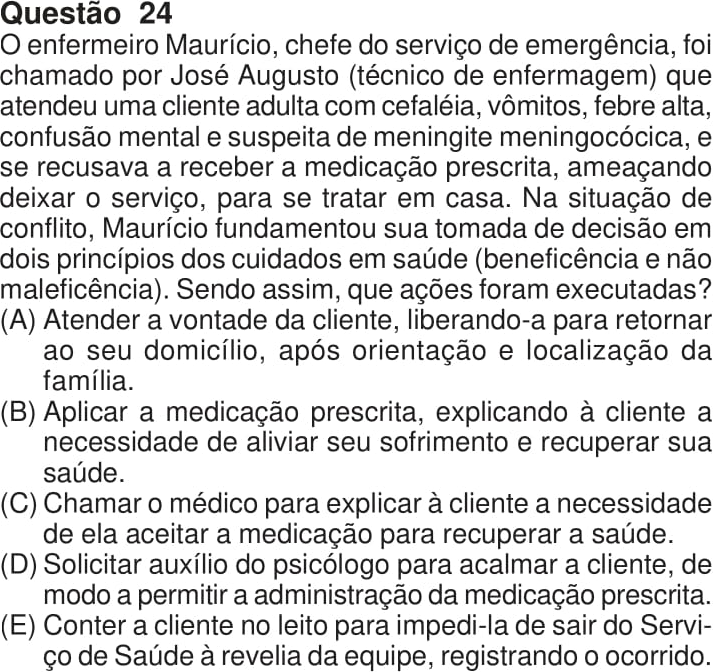 Questão 24
O enfermeiro Maurício, chefe do serviço de emergência, foi
chamado por José Augusto (técnico de enfermagem) que
atendeu uma cliente adulta com cefaléia, vômitos, febre alta,
confusão mental e suspeita de meningite meningocócica, e
se recusava a receber a medicação prescrita, ameaçando
deixar o serviço, para se tratar em casa. Na situação de
conflito, Maurício fundamentou sua tomada de decisão em
dois princípios dos cuidados em saúde (beneficência e não
maleficência). Sendo assim, que ações foram executadas?
(A) Atender a vontade da cliente, liberando-a para retornar
ao seu domicílio, após orientação e localização da
família.
(B) Aplicar a medicação prescrita, explicando à cliente a
necessidade de aliviar seu sofrimento e recuperar sua
saúde.
(C) Chamar o médico para explicar à cliente a necessidade
de ela aceitar a medicação para recuperar a saúde.
(D) Solicitar auxílio do psicólogo para acalmar a cliente, de
modo a permitir a administração da medicação prescrita.
(E) Conter a cliente no leito para impedi-la de sair do Servi-
ço de Saúde à revelia da equipe, registrando o ocorrido.